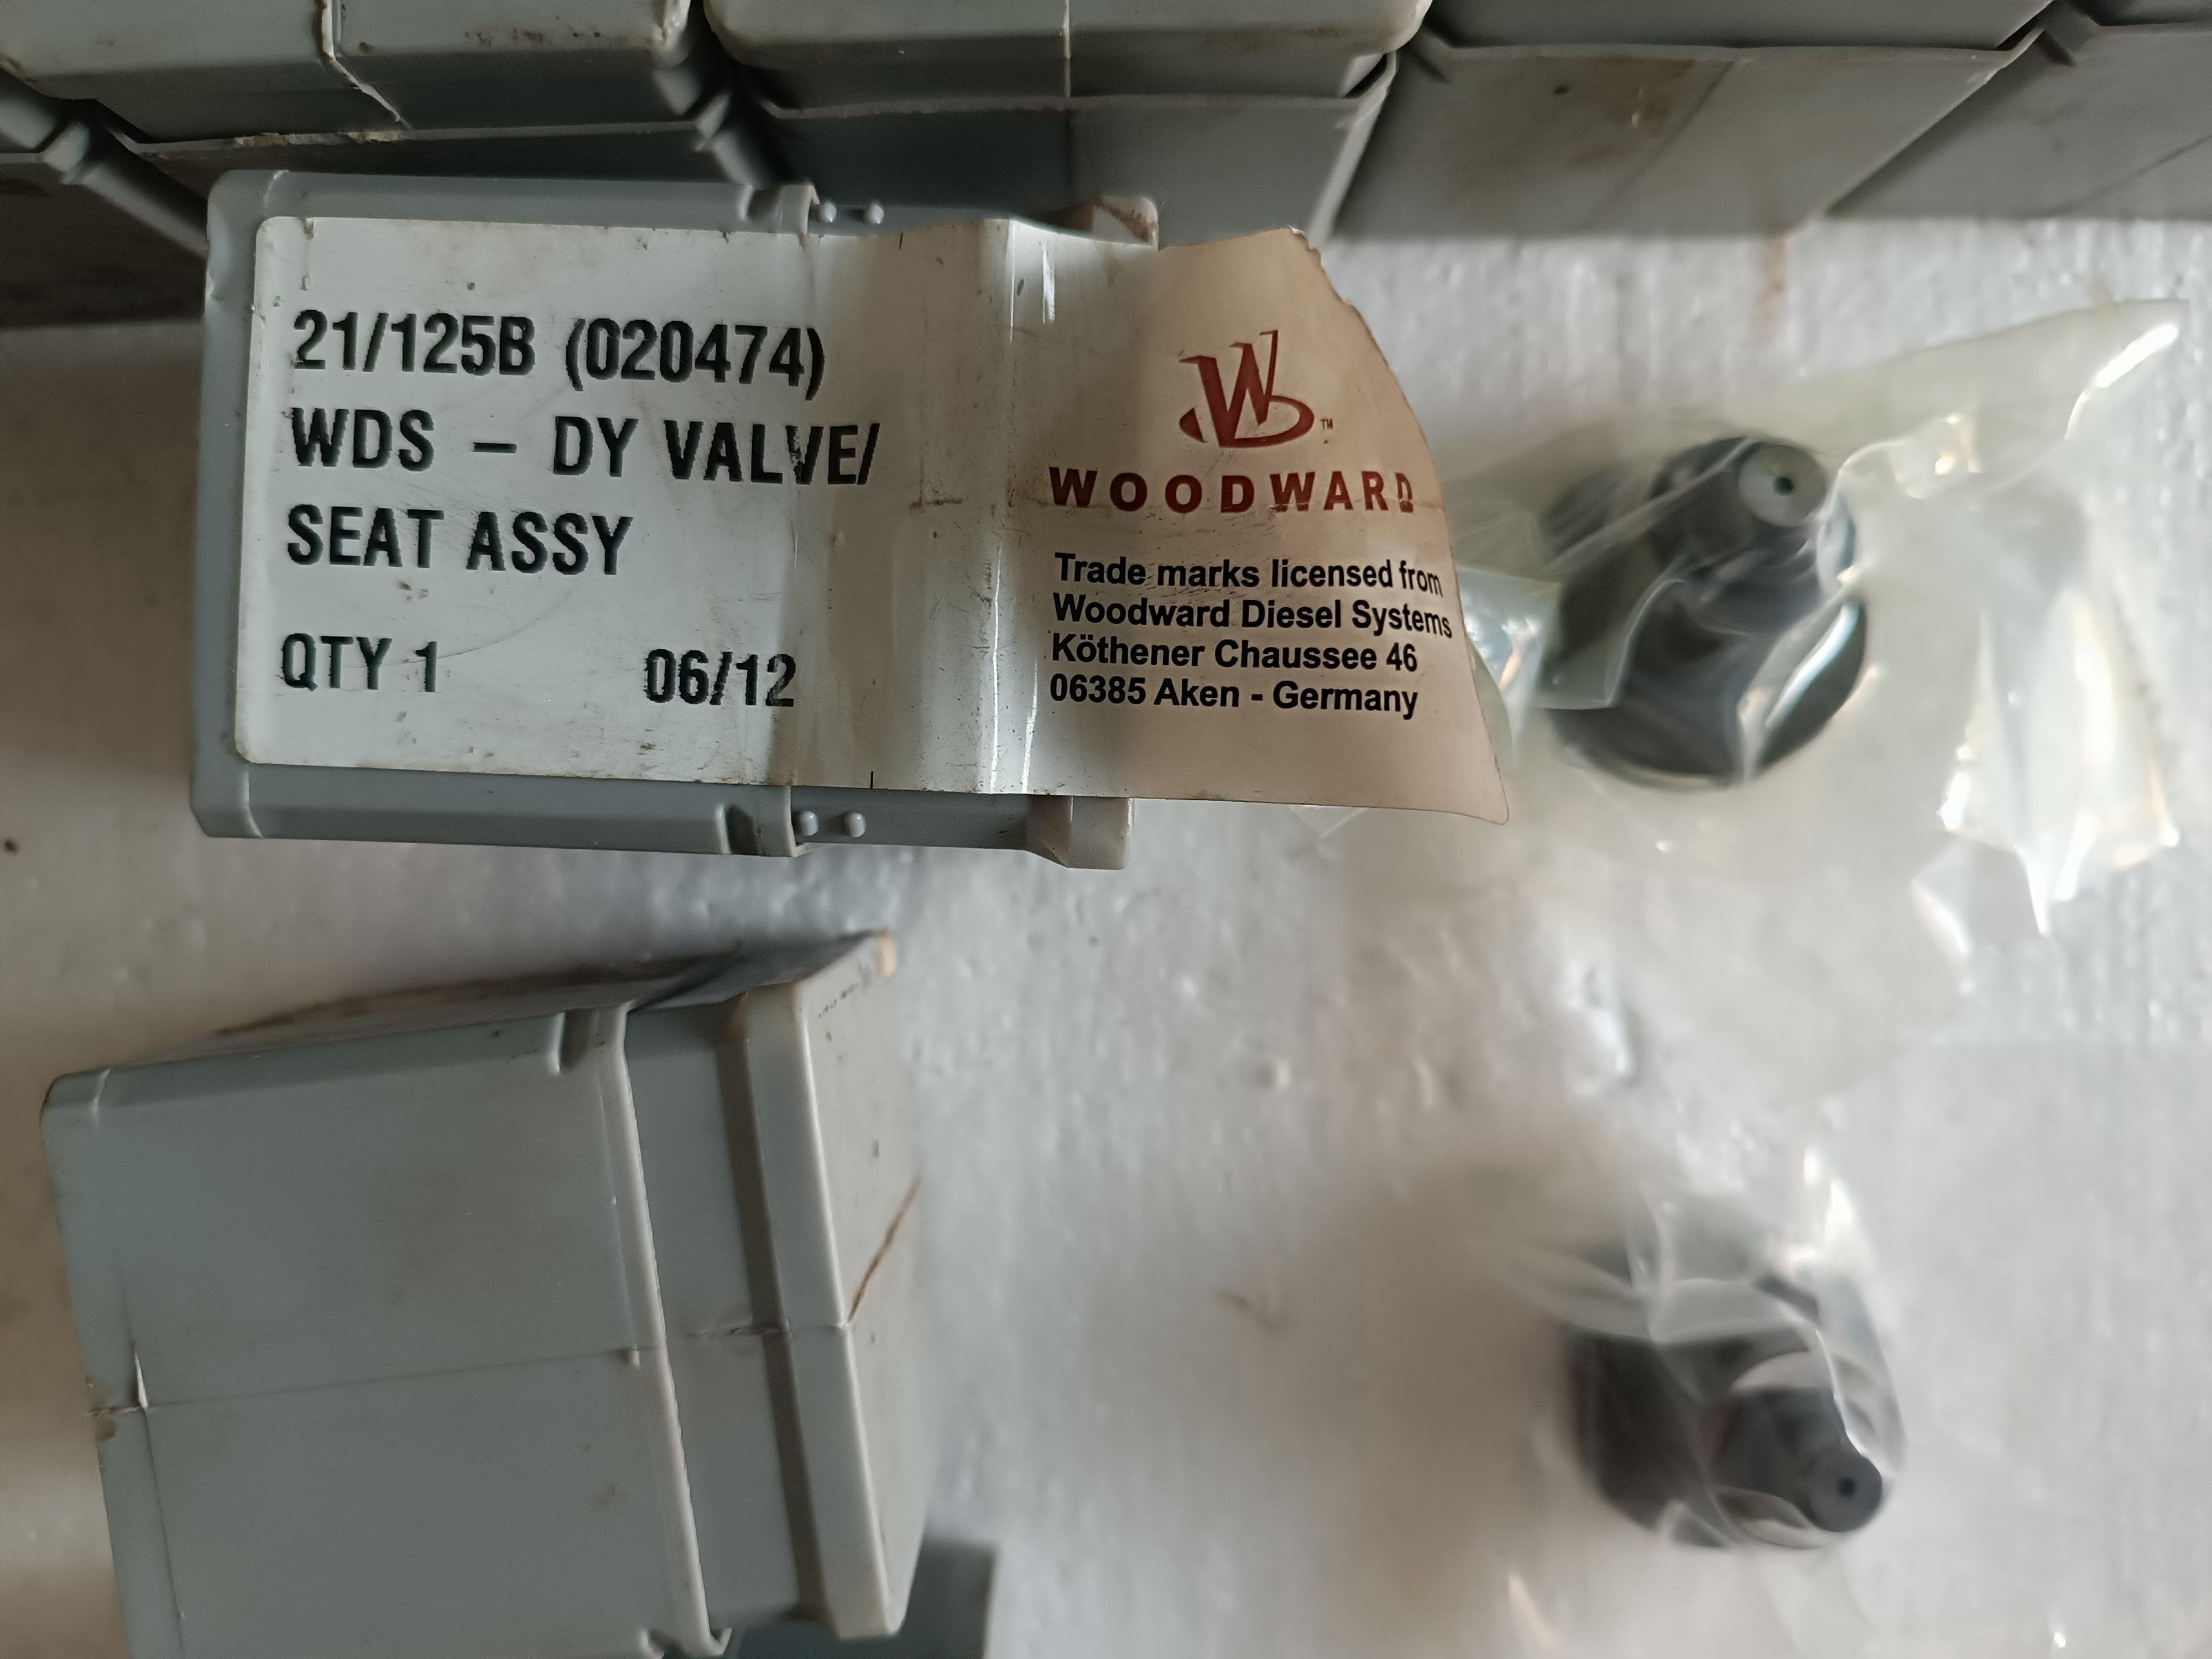 21/125B (020474)
WDS - DY VALVE/
SEAT ASSY
QTY 1 06/12
W™
WOODWARD
Trade marks licensed from
Woodward Diesel Systems
Köthener Chaussee 46
06385 Aken - Germany